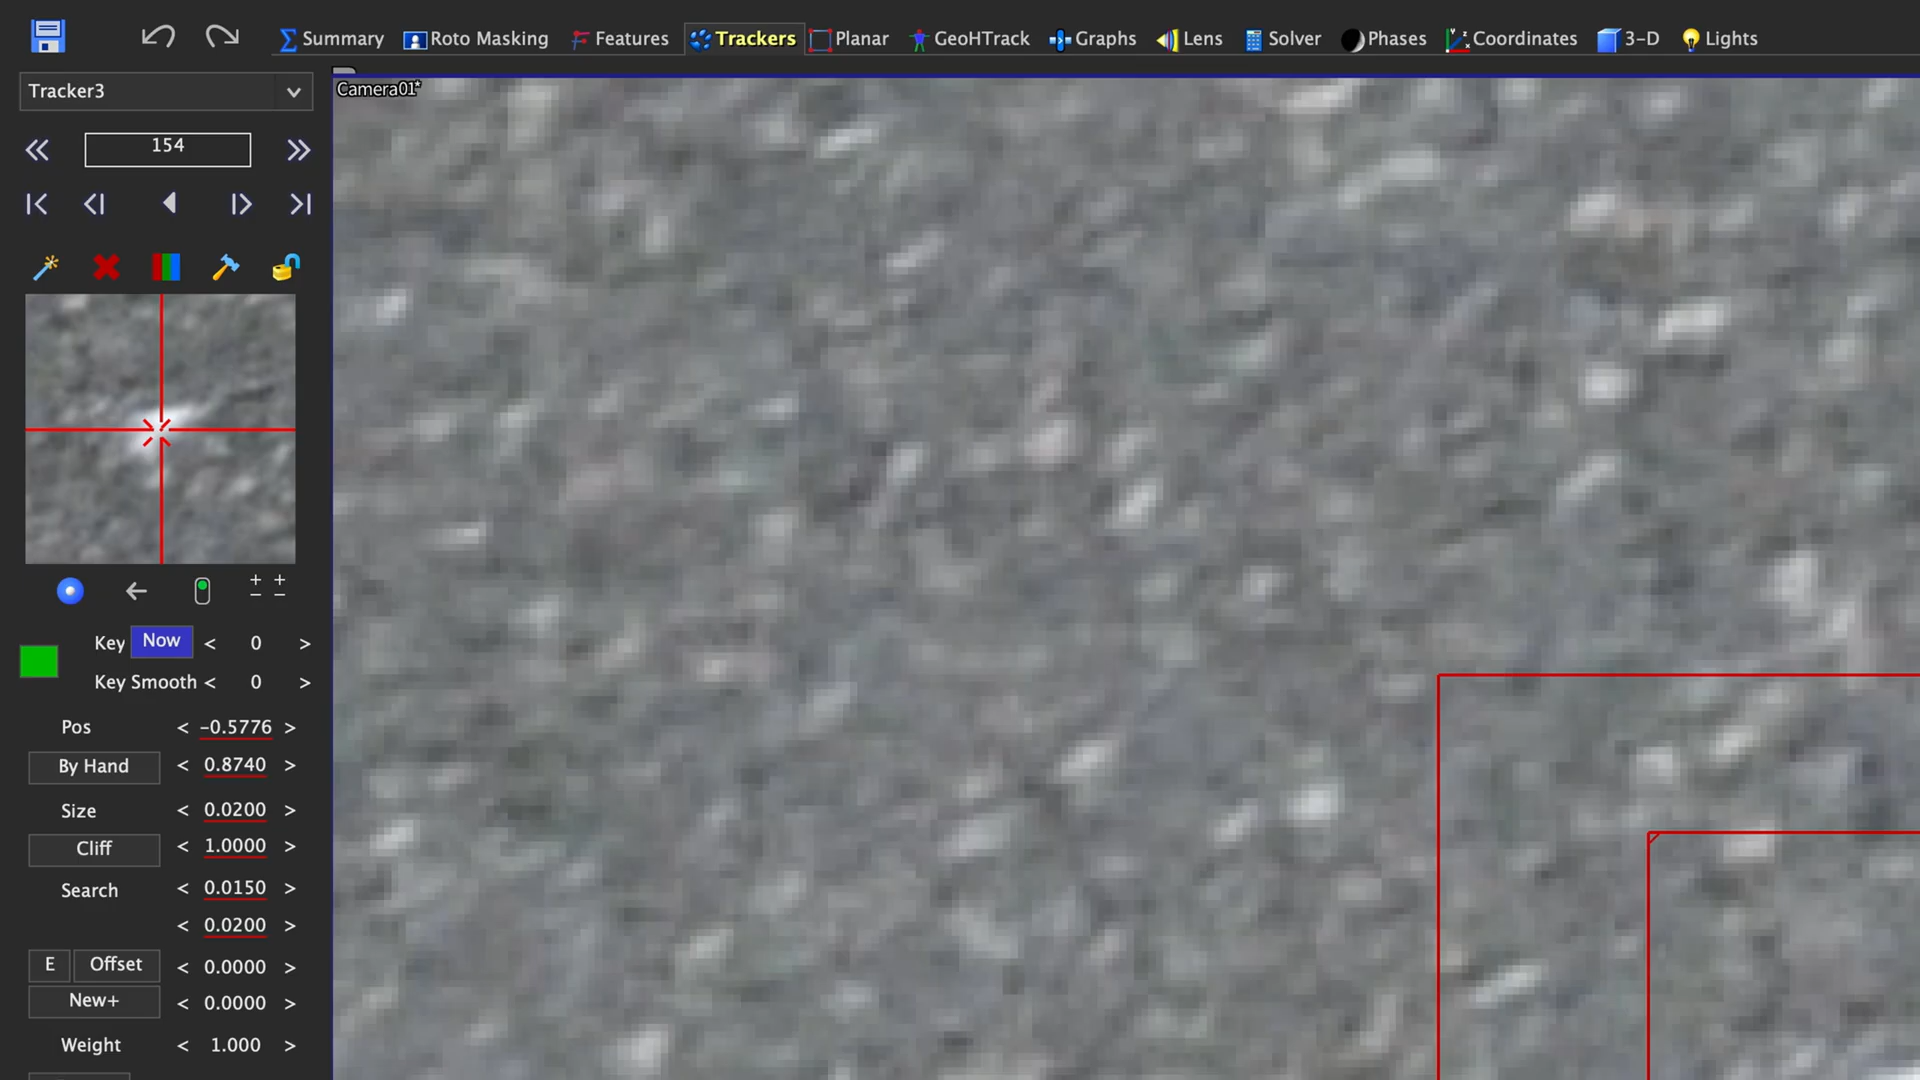 Summary Roto Masking Features Trackers Planar GeoHTrack Graphs Lens Solver Phases Coordinates 3-D Lights
Tracker3
Camera01*
154
Key Now < 0 >
Key Smooth < 0 >
Pos < -0.5776 >
By Hand < 0.8740 >
Size < 0.0200 >
Cliff < 1.0000 >
Search < 0.0150 >
< 0.0200 >
E Offset < 0.0000 >
New+ < 0.0000 >
Weight < 1.000 >